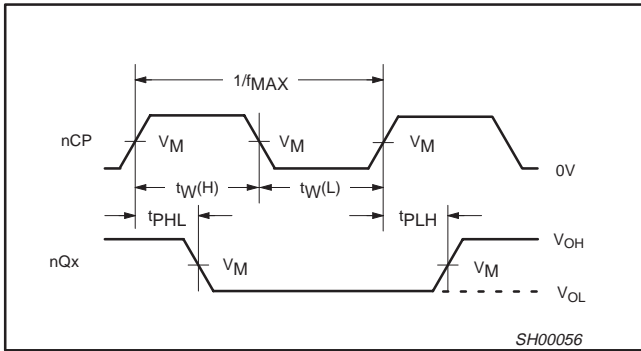 1/fMAX
nCP
VM
VM
VM
0V
tW(H)
tW(L)
tPHL
tPLH
VOH
nQx
VM
VM
VOL
SH00056